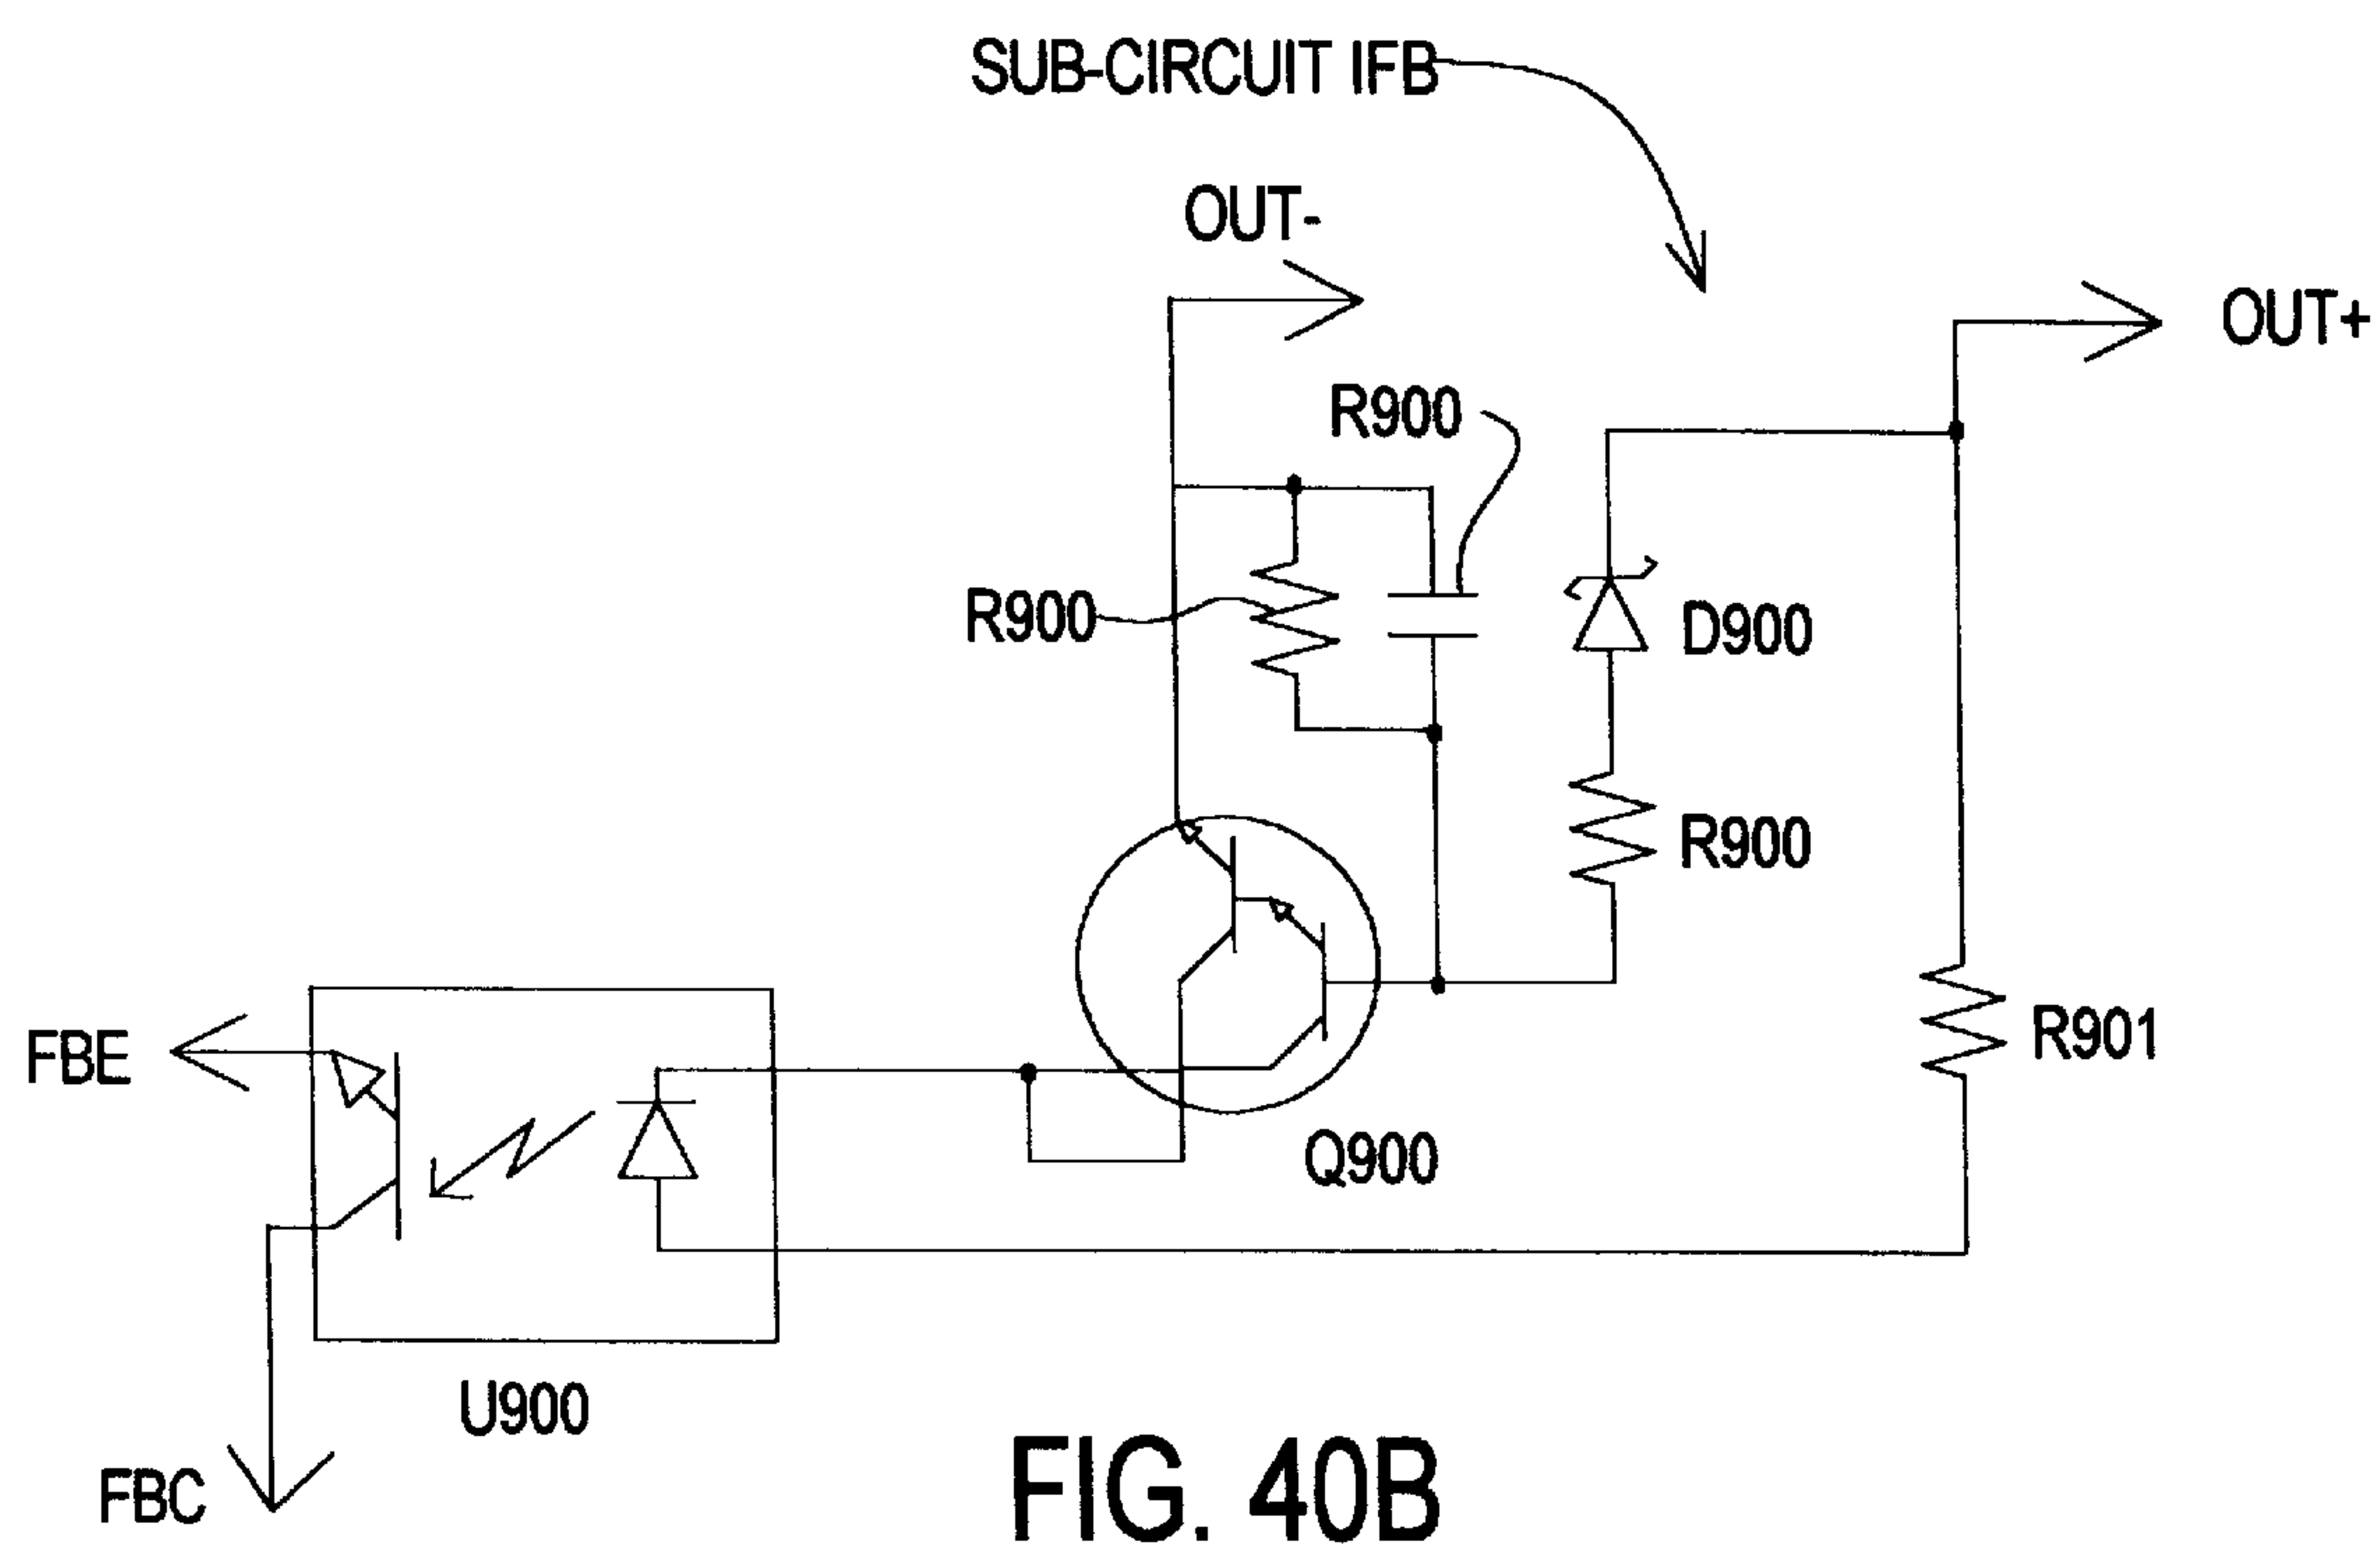 SUB-CIRCUIT IFB
OUT-
OUT+
R900
R900
D900
R900
R901
FBE
Q900
U900
FBC
FIG. 40B